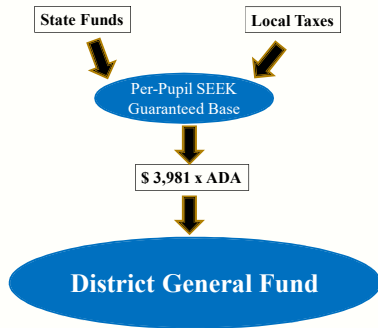 State Funds
Local Taxes
Per-Pupil SEEK
Guaranteed Base
$ 3,981 x ADA
District General Fund